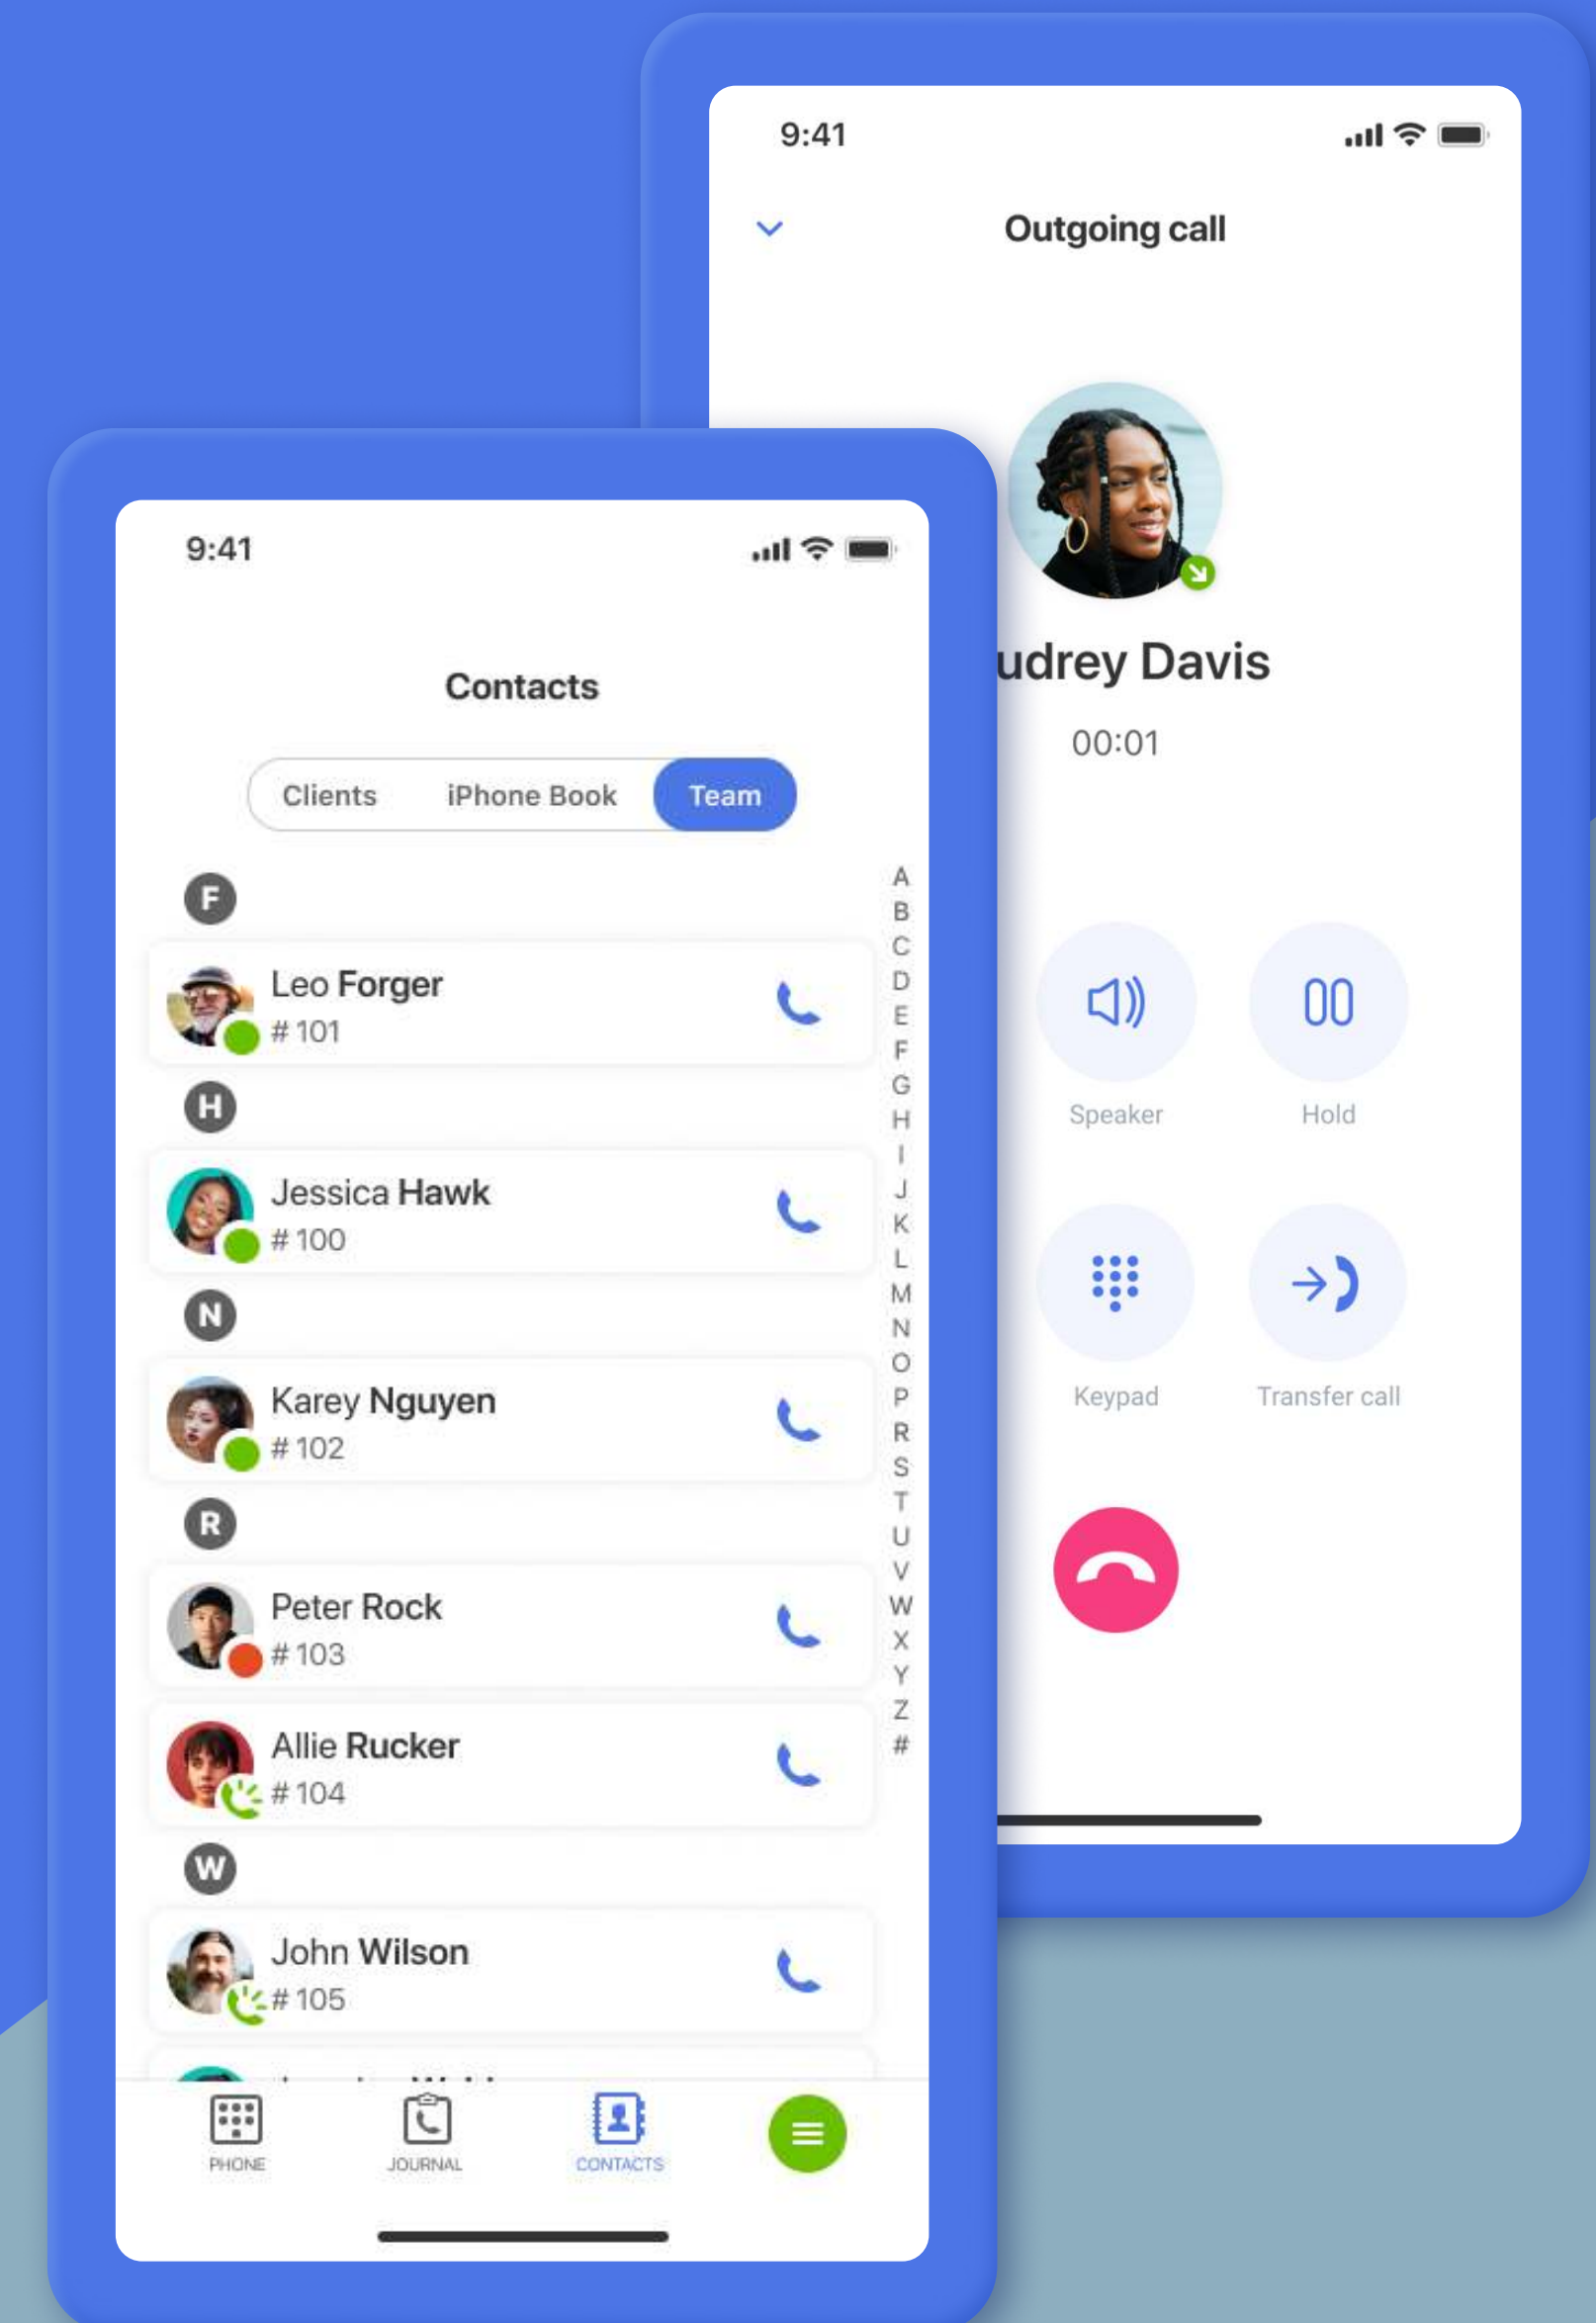 9:41
Outgoing call
udrey Davis
00:01
Speaker
Hold
Keypad
Transfer call
9:41
Contacts
Clients iPhone Book Team
F
Leo Forger
# 101
H
Jessica Hawk
# 100
N
Karey Nguyen
# 102
R
Peter Rock
# 103
Allie Rucker
# 104
W
John Wilson
# 105
A
B
C
D
E
F
G
H
I
J
K
L
M
N
O
P
R
S
T
U
V
W
X
Y
Z
#
PHONE
JOURNAL
CONTACTS